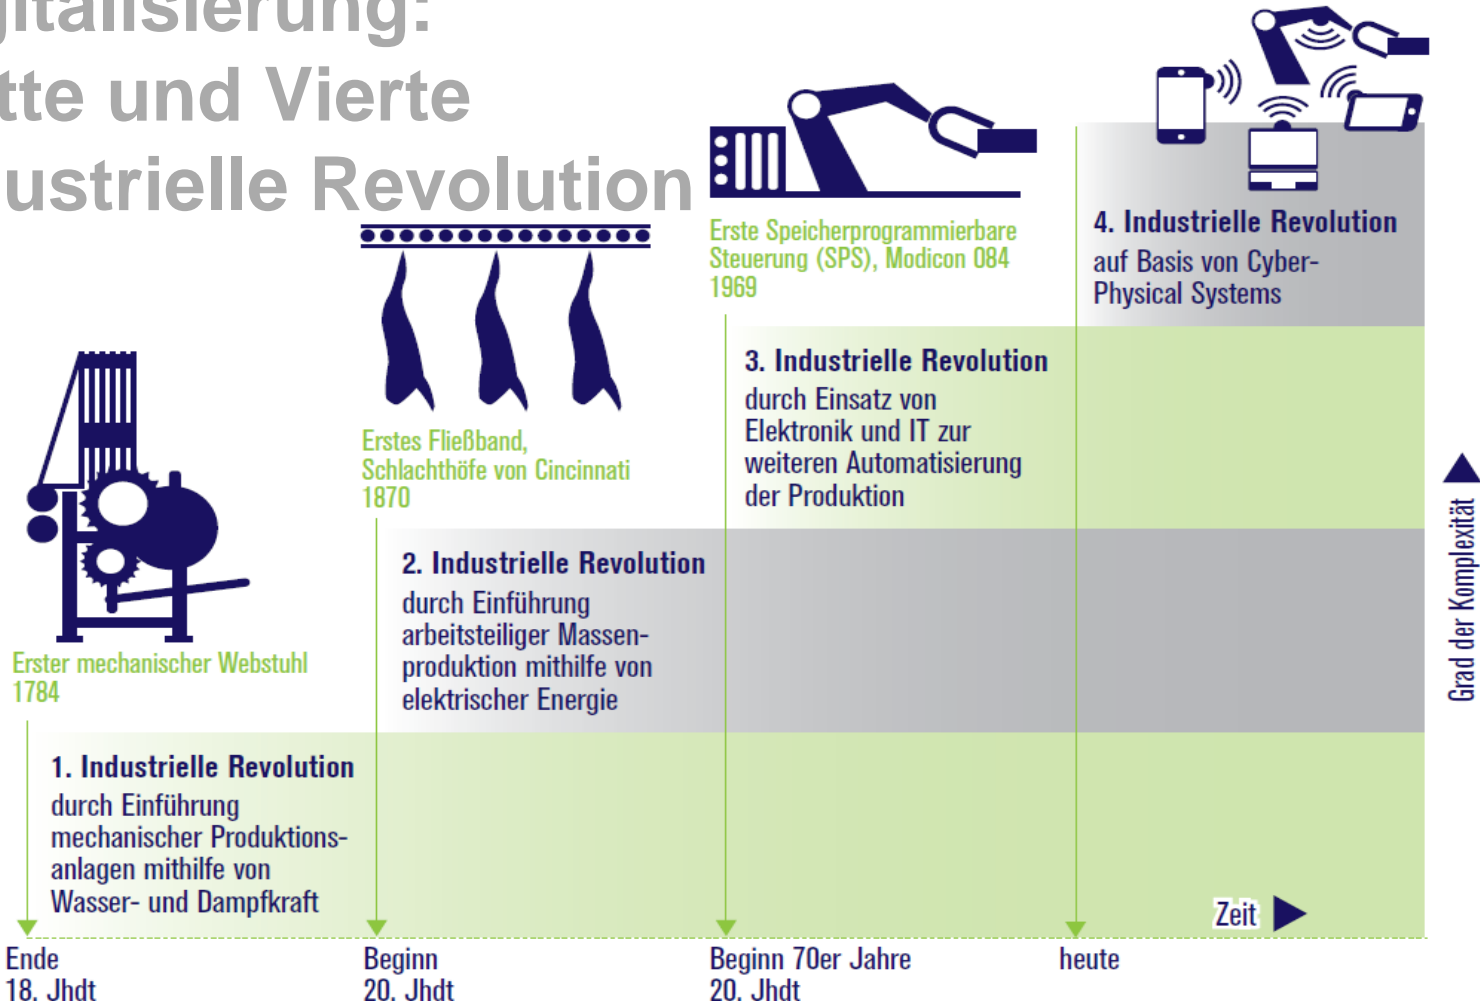 gitalisierung:
tte und Vierte
ustrielle Revolution
Erster mechanischer Webstuhl
1784
1. Industrielle Revolution
durch Einführung
mechanischer Produktions-
anlagen mithilfe von
Wasser- und Dampfkraft
Ende
18. Jhdt
Erstes Fließband,
Schlachthöfe von Cincinnati
1870
2. Industrielle Revolution
durch Einführung
arbeitsteiliger Massen-
produktion mithilfe von
elektrischer Energie
Beginn
20. Jhdt
Erste Speicherprogrammierbare
Steuerung (SPS), Modicon 084
1969
3. Industrielle Revolution
durch Einsatz von
Elektronik und IT zur
weiteren Automatisierung
der Produktion
Beginn 70er Jahre
20. Jhdt
4. Industrielle Revolution
auf Basis von Cyber-
Physical Systems
heute
Zeit
Grad der Komplexität